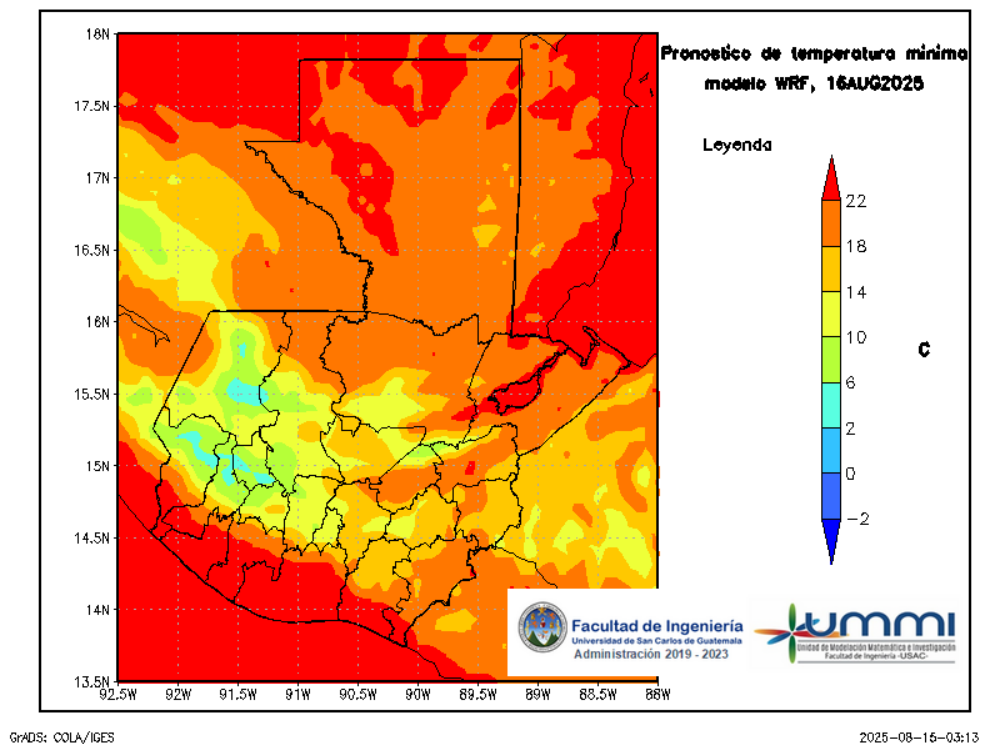 Pronostico de temperatura minima
modelo WRF, 16AUG2025
Leyenda
22
18
14
10
6
2
0
-2
C
18N
17.5N
17N
16.5N
16N
15.5N
15N
14.5N
14N
13.5N
92.5W
92W
91.5W
91W
90.5W
90W
89.5W
89W
88.5W
88W
Facultad de Ingeniería
Universidad de San Carlos de Guatemala
Administración 2019 - 2023
ummi
Unidad de Modelación Matemática e Investigación
Facultad de Ingeniería -USAC-
GrADS: COLA/IGES
2025-08-15-03:13